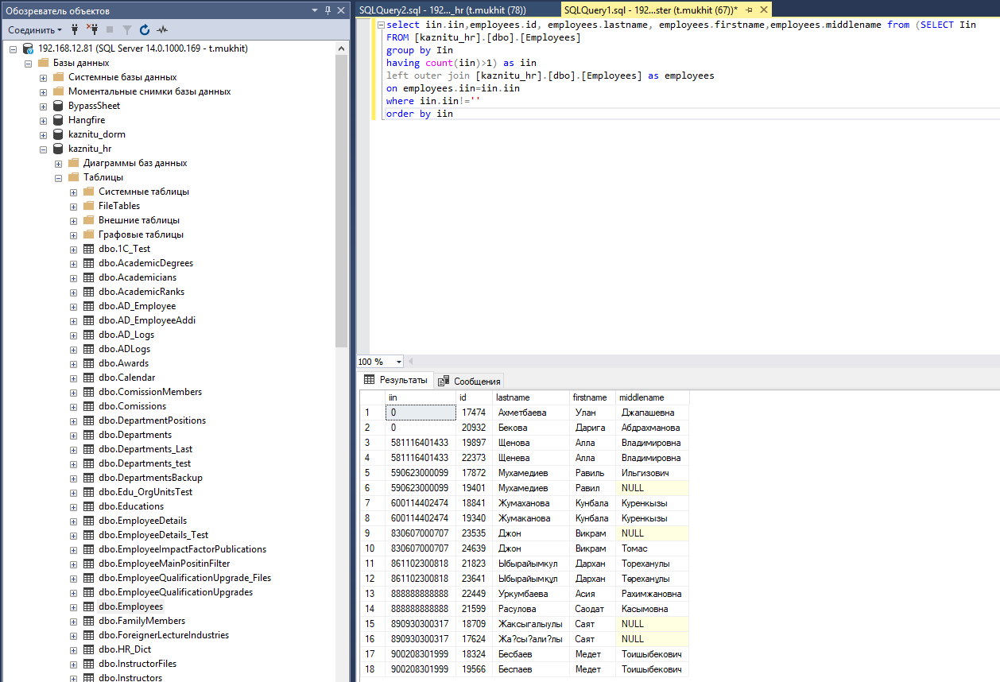 Обозреватель объектов
Соединить
192.168.12.81 (SQL Server 14.0.1000.169 - t.mukhit)
Базы данных
Системные базы данных
Моментальные снимки базы данных
BypassSheet
Hangfire
kaznitu_dorm
kaznitu_hr
Диаграммы баз данных
Таблицы
Системные таблицы
FileTables
Внешние таблицы
Графовые таблицы
dbo.1C_Test
dbo.AcademicDegrees
dbo.Academicians
dbo.AcademicRanks
dbo.AD_Employee
dbo.AD_EmployeeAddi
dbo.AD_Logs
dbo.ADLogs
dbo.Awards
dbo.Calendar
dbo.ComissionMembers
dbo.Comissions
dbo.DepartmentPositions
dbo.Departments
dbo.Departments_Last
dbo.Departments_test
dbo.DepartmentsBackup
dbo.Edu_OrgUnitsTest
dbo.Educations
dbo.EmployeeDetails
dbo.EmployeeDetails_Test
dbo.EmployeeImpactFactorPublications
dbo.EmployeeMainPositinFilter
dbo.EmployeeQualificationUpgrade_Files
dbo.EmployeeQualificationUpgrades
dbo.Employees
dbo.FamilyMembers
dbo.ForeignerLectureIndustries
dbo.HR_Dict
dbo.InstructorFiles
dbo.Instructors
SQLQuery2.sql - 192...._hr (t.mukhit (78)) SQLQuery1.sql - 192....ster (t.mukhit (67))*
select iin.iin,employees.id, employees.lastname, employees.firstname,employees.middlename from (SELECT Iin
FROM [kaznitu_hr].[dbo].[Employees]
group by Iin
having count(iin)>1) as iin
left outer join [kaznitu_hr].[dbo].[Employees] as employees
on employees.iin=iin.iin
where iin.iin!=''
order by iin
100 %
Результаты Сообщения
iin id lastname firstname middlename
1 0 17474 Ахметбаева Улан Джапашевна
2 0 20932 Бекова Дарига Абдрахманова
3 581116401433 19897 Щенова Алла Владимировна
4 581116401433 22373 Щенева Алла Владимировна
5 590623000099 17872 Мухамедиев Равиль Ильгизович
6 590623000099 19401 Мухамедиев Равил NULL
7 600114402474 18841 Жумаханова Кунбала Куренкызы
8 600114402474 19340 Жумаканова Кунбала Куренкызы
9 830607000707 23535 Джон Викрам NULL
10 830607000707 24639 Джон Викрам Томас
11 861102300818 21823 Ыбырайымкул Дархан Тореханулы
12 861102300818 23641 Ыбырайымқұл Дархан Төреханұлы
13 888888888888 22449 Уркумбаева Асия Рахимжановна
14 888888888888 21599 Расулова Саодат Касымовна
15 890930300317 18709 Жаксыгалыулы Саят NULL
16 890930300317 17624 Жа?сы?али?лы Саят NULL
17 900208301999 18324 Бесбаев Медет Тоишыбекович
18 900208301999 19566 Беспаев Медет Тоишыбекович